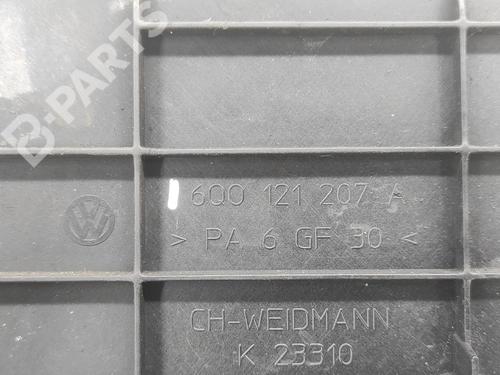 B-PARTS
6Q0 121 207 A
> PA 6 GF 30 <
CH-WEIDMANN
K 23310